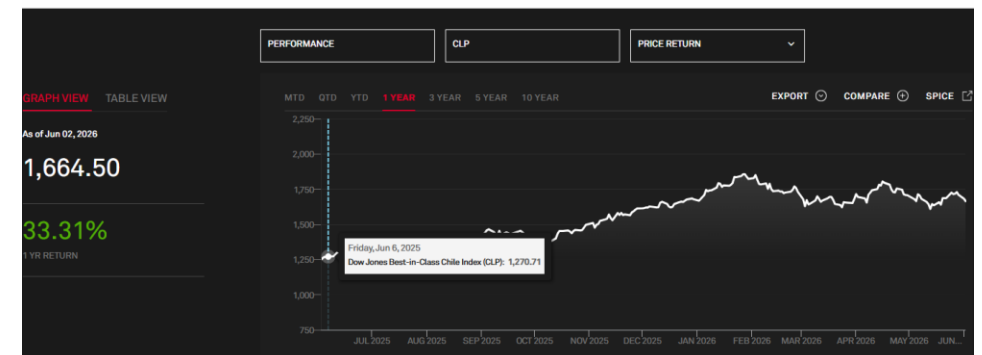 PERFORMANCE
CLP
PRICE RETURN
GRAPH VIEW TABLE VIEW
MTD QTD YTD 1 YEAR 3 YEAR 5 YEAR 10 YEAR
EXPORT COMPARE SPICE
As of Jun 02, 2026
1,664.50
33.31%
1 YR RETURN
2,250
2,000
1,750
1,500
1,250
1,000
750
Friday, Jun 6, 2025
Dow Jones Best-in-Class Chile Index (CLP): 1,270.71
JUL 2025 AUG 2025 SEP 2025 OCT 2025 NOV 2025 DEC 2025 JAN 2026 FEB 2026 MAR 2026 APR 2026 MAY 2026 JUN...